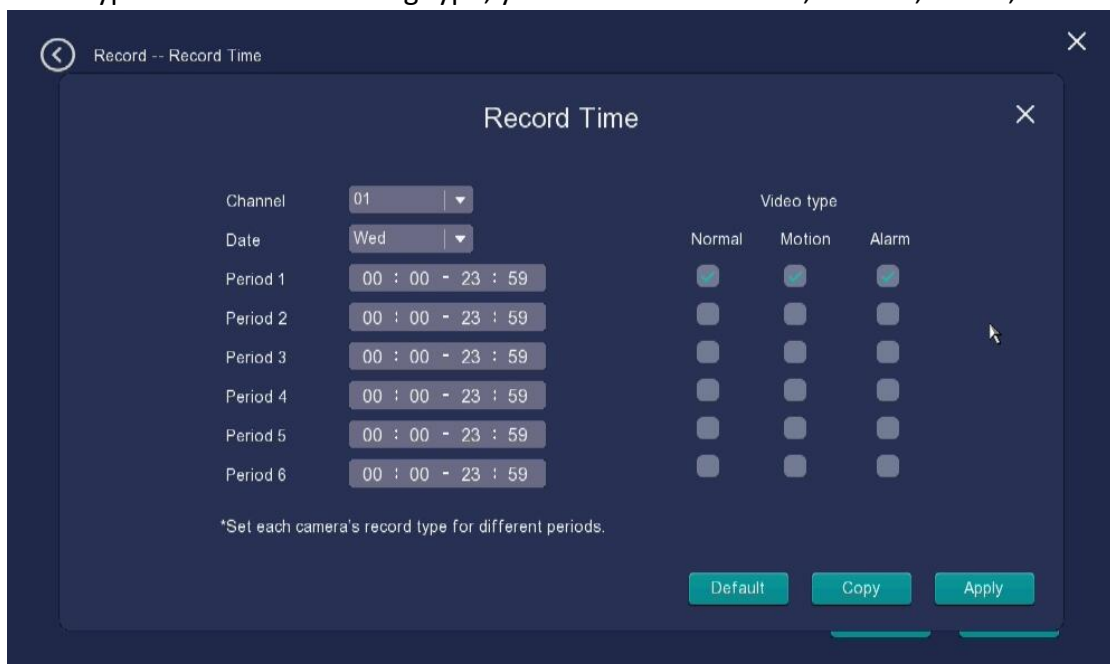 Record -- Record Time
Record Time
Channel 01 Video type
Date Wed Normal Motion Alarm
Period 1 00 : 00 - 23 : 59
Period 2 00 : 00 - 23 : 59
Period 3 00 : 00 - 23 : 59
Period 4 00 : 00 - 23 : 59
Period 5 00 : 00 - 23 : 59
Period 6 00 : 00 - 23 : 59
*Set each camera's record type for different periods.
Default Copy Apply